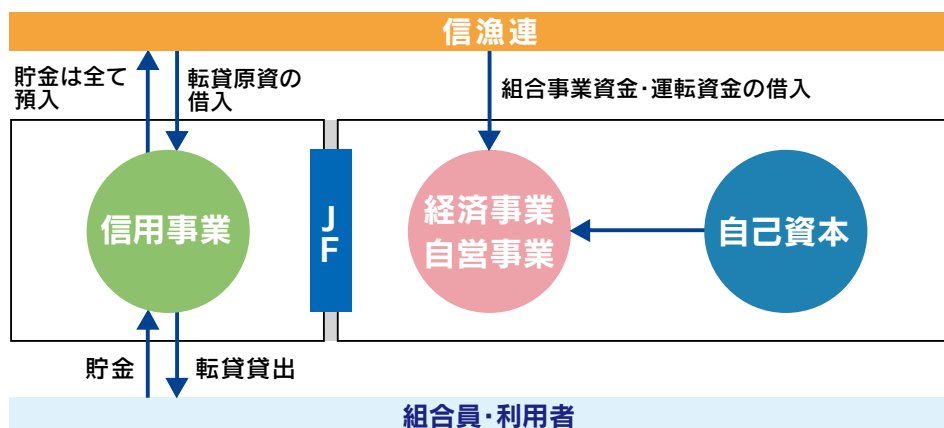 信漁連
貯金は全て
預入
転貸原資の
借入
組合事業資金・運転資金の借入
信用事業
JF
経済事業
自営事業
自己資本
貯金
転貸貸出
組合員・利用者